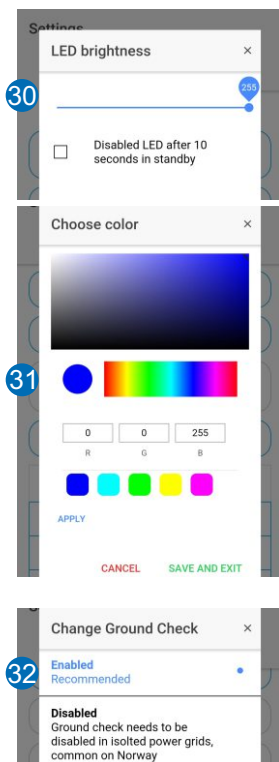 Settings
LED brightness ×
30
255
Disabled LED after 10
seconds in standby
Choose color ×
31
0 0 255
R G B
APPLY
CANCEL SAVE AND EXIT
Change Ground Check ×
32
Enabled
Recommended
Disabled
Ground check needs to be
disabled in isolted power grids,
common on Norway